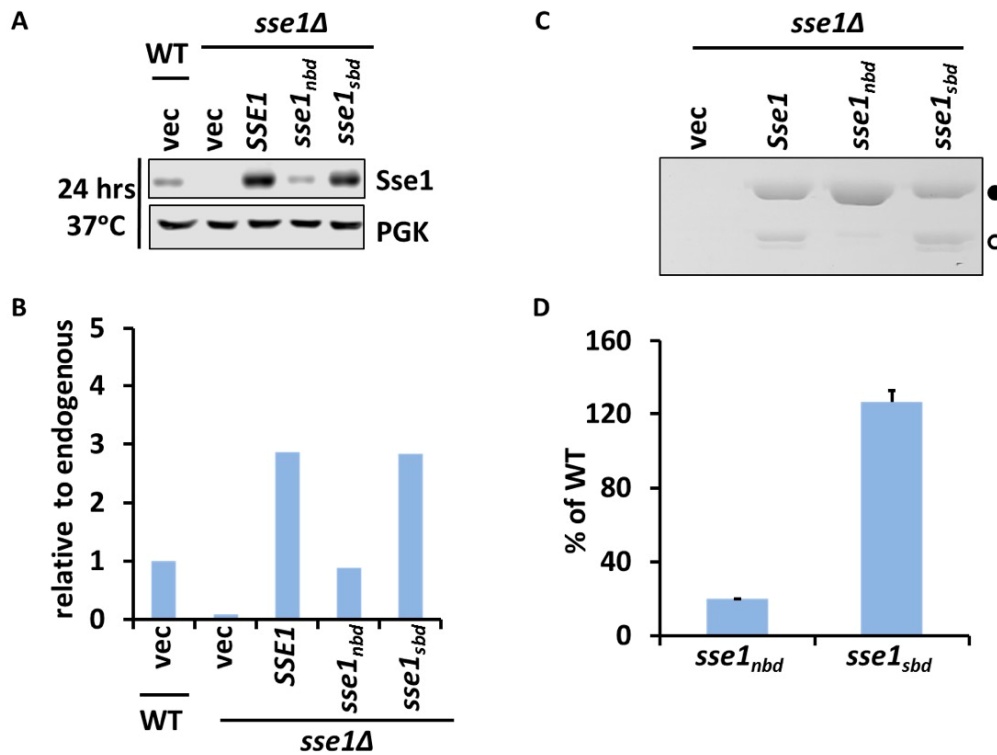 A
sse1Δ
WT
vec
vec
SSE1
sse1nbd
sse1sbd
24 hrs
37°C
Sse1
PGK
B
relative to endogenous
5
4
3
2
1
0
vec
vec
SSE1
sse1nbd
sse1sbd
WT
sse1Δ
C
sse1Δ
vec
Sse1
sse1nbd
sse1sbd
D
% of WT
160
120
80
40
0
sse1nbd
sse1sbd